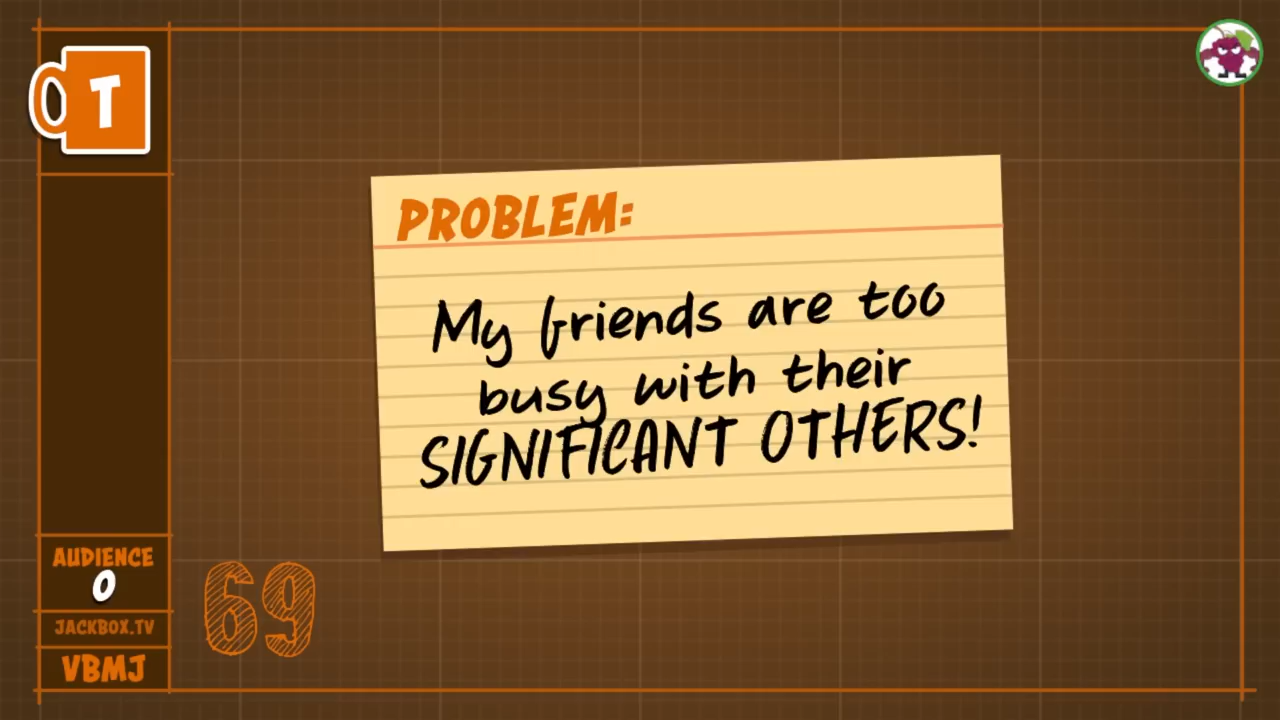 T
PROBLEM:
My friends are too
busy with their
SIGNIFICANT OTHERS!
AUDIENCE
0
JACKBOX.TV
VBMJ
69